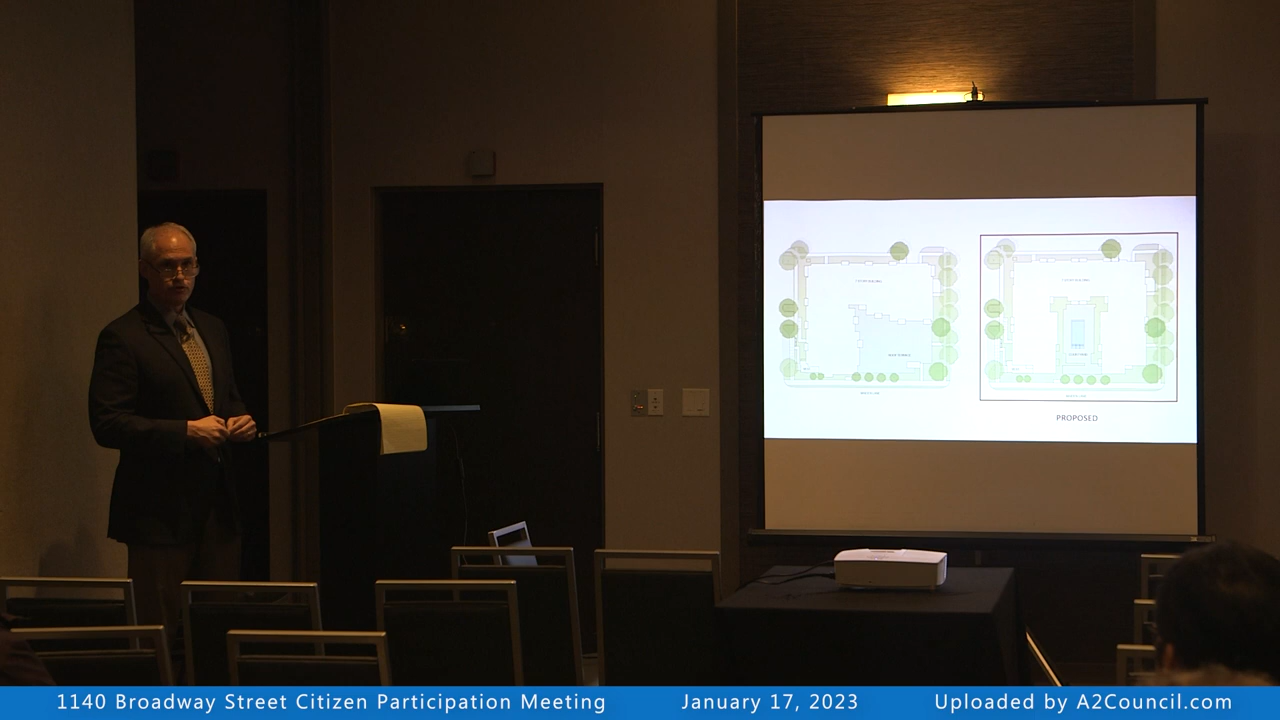 PROPOSED
1140 Broadway Street Citizen Participation Meeting January 17, 2023 Uploaded by A2Council.com